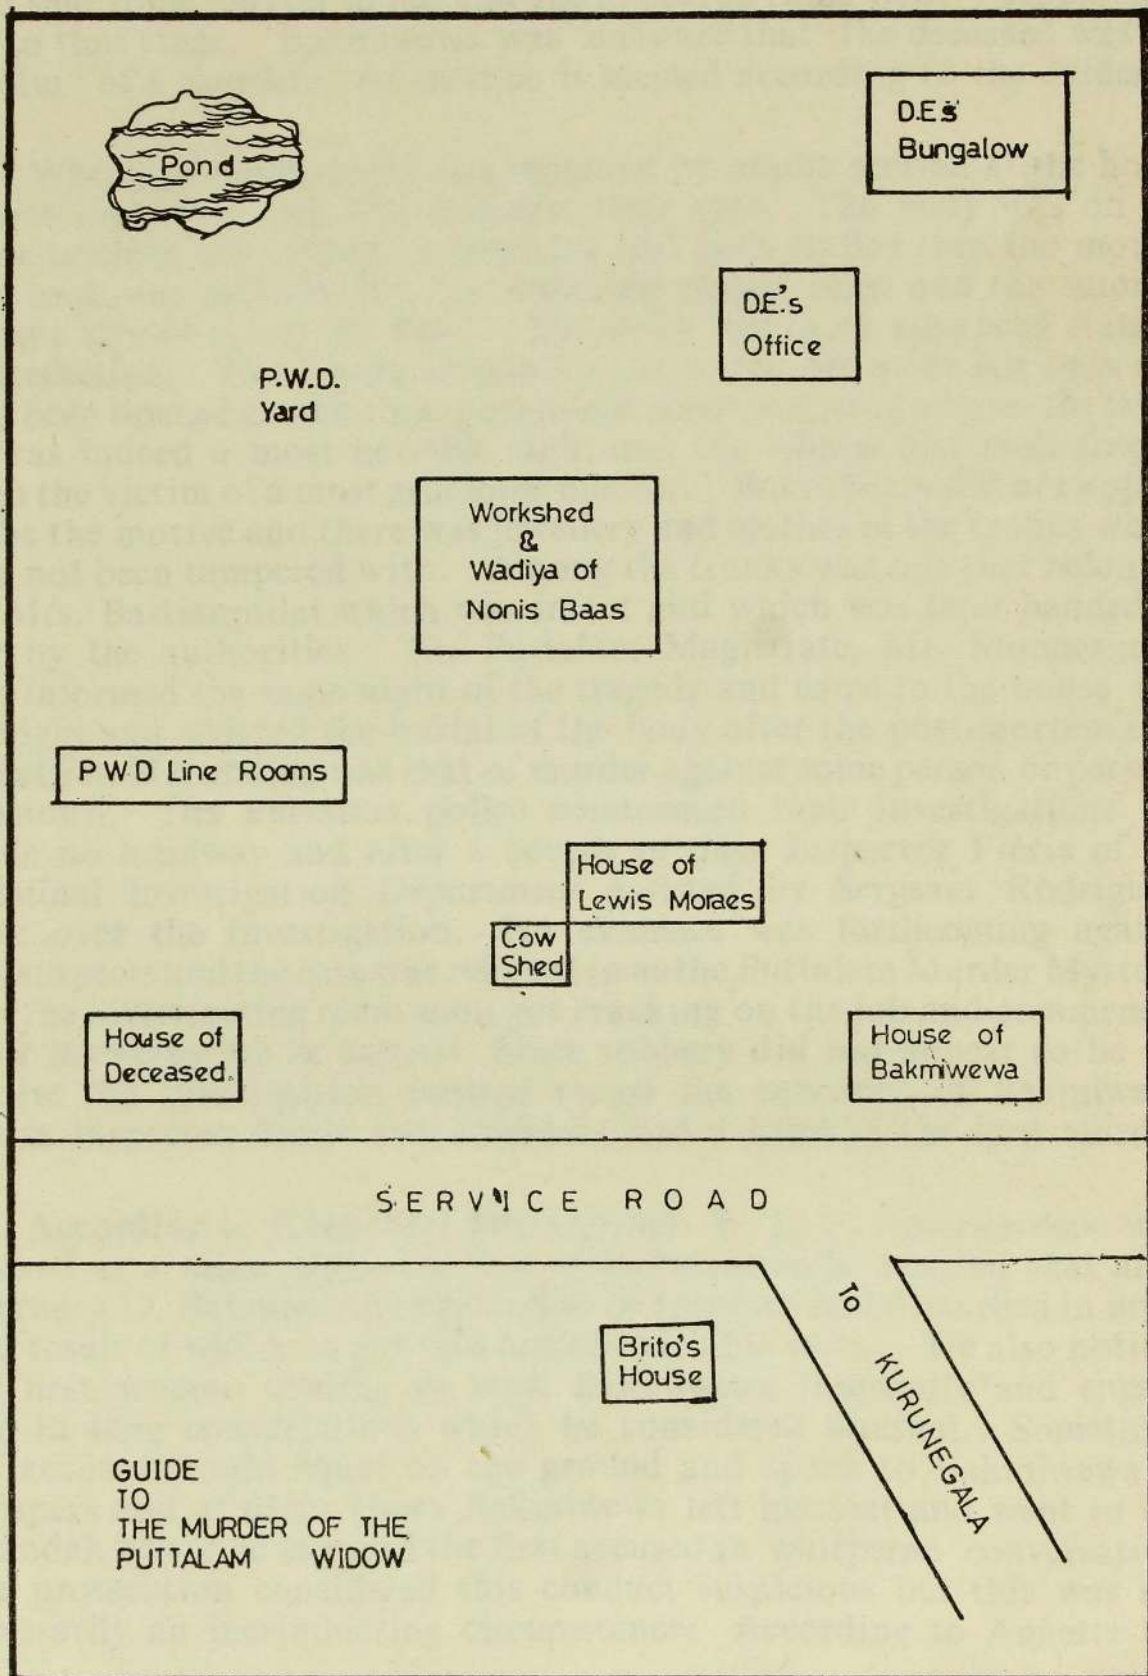 Pond
D.E's
Bungalow
D.E.'s
Office
P.W.D.
Yard
Workshed
&
Wadiya of
Nonis Baas
P W D Line Rooms
House of
Lewis Moraes
Cow
Shed
House of
Deceased.
House of
Bakmiwewa
SERVICE ROAD
To
KURUNEGALA
Brito's
House
GUIDE
TO
THE MURDER OF THE
PUTTALAM WIDOW